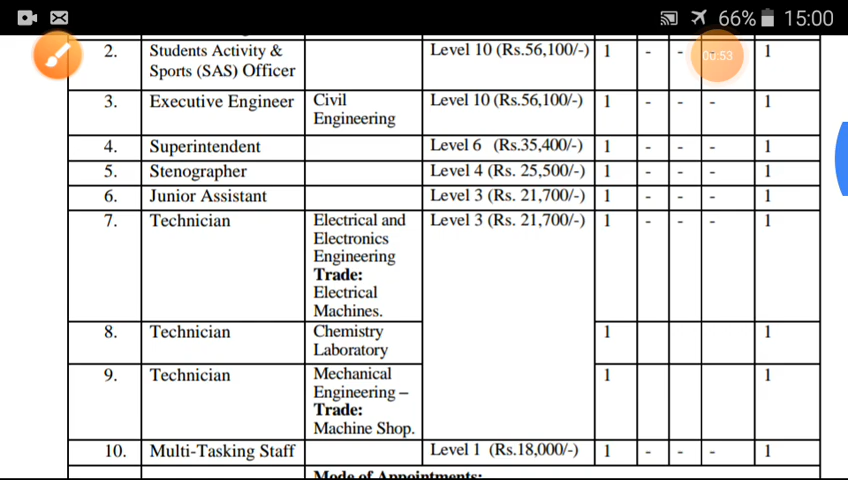 66% 15:00
00:53
2. Students Activity & Level 10 (Rs.56,100/-) 1 - - 1
Sports (SAS) Officer
3. Executive Engineer Civil Level 10 (Rs.56,100/-) 1 - - - 1
Engineering
4. Superintendent Level 6 (Rs.35,400/-) 1 - - - 1
5. Stenographer Level 4 (Rs. 25,500/-) 1 - - - 1
6. Junior Assistant Level 3 (Rs. 21,700/-) 1 - - - 1
7. Technician Electrical and Level 3 (Rs. 21,700/-) 1 - - - 1
Electronics
Engineering
Trade:
Electrical
Machines.
8. Technician Chemistry 1 1
Laboratory
9. Technician Mechanical 1 1
Engineering –
Trade:
Machine Shop.
10. Multi-Tasking Staff Level 1 (Rs.18,000/-) 1 - - - 1
Mode of Appointments: